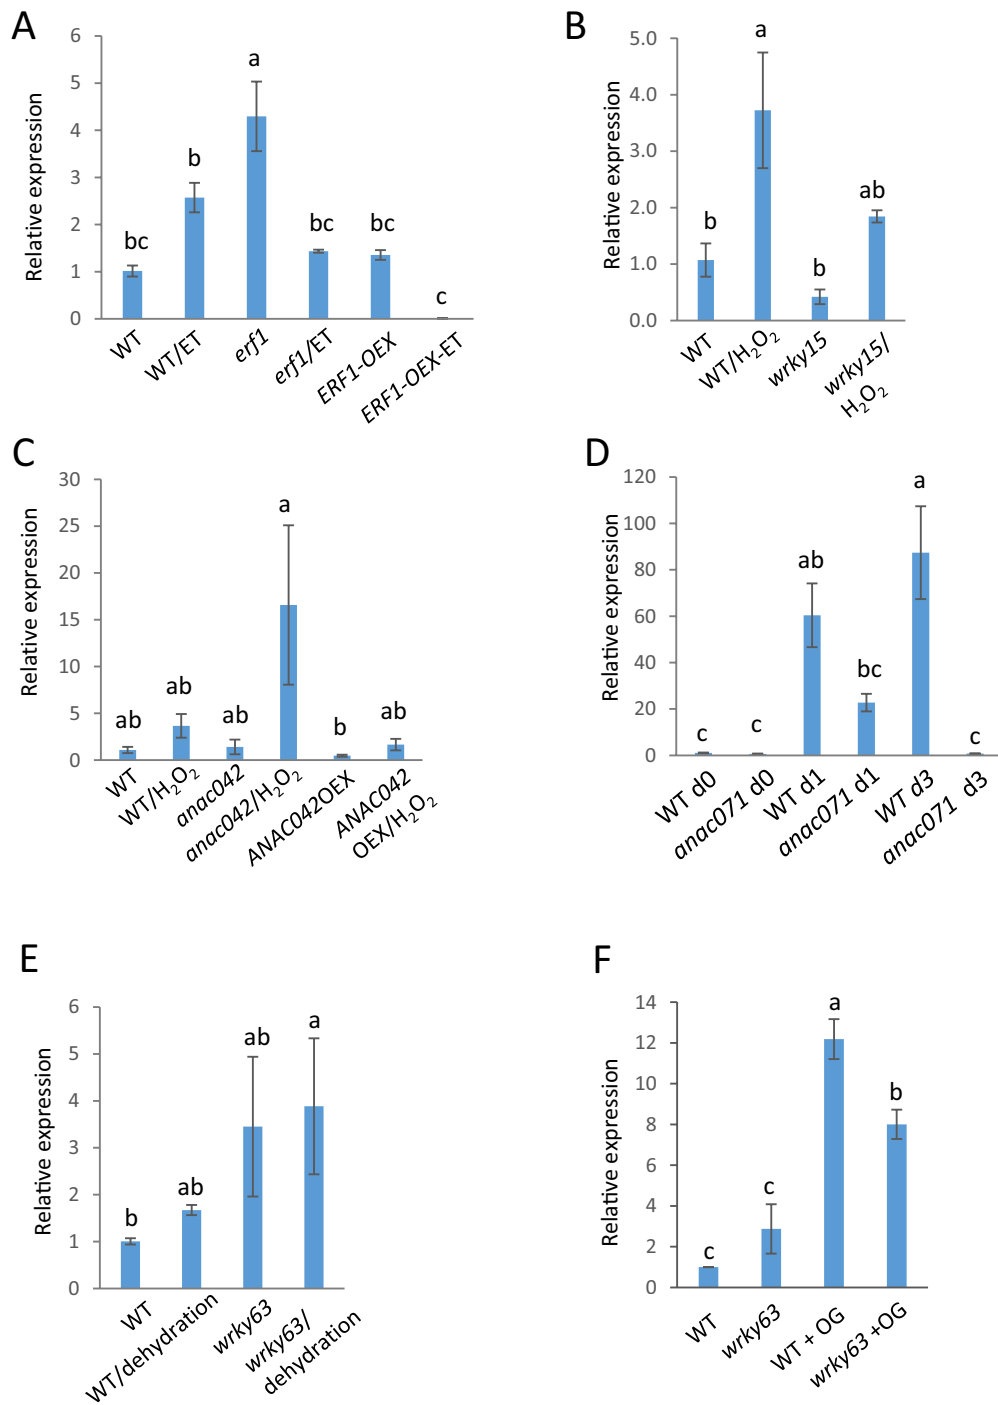 A
Relative expression
6
5
4
3
2
1
0
bc
b
a
bc
bc
c
WT
WT/ET
erf1
erf1/ET
ERF1-OEX
ERF1-OEX-ET
B
Relative expression
5.0
4.0
3.0
2.0
1.0
0.0
b
a
b
ab
WT
WT/H₂O₂
wrky15
wrky15/
H₂O₂
C
Relative expression
30
25
20
15
10
5
0
ab
ab
ab
a
b
ab
WT
WT/H₂O₂
anac042
anac042/H₂O₂
ANAC042OEX
ANAC042
OEX/H₂O₂
D
Relative expression
120
100
80
60
40
20
0
c
c
ab
bc
a
c
WT d0
anac071 d0
WT d1
anac071 d1
WT d3
anac071 d3
E
Relative expression
6
5
4
3
2
1
0
b
ab
ab
a
WT
WT/dehydration
wrky63
wrky63/
dehydration
F
Relative expression
14
12
10
8
6
4
2
0
c
c
a
b
WT
wrky63
WT + OG
wrky63 +OG